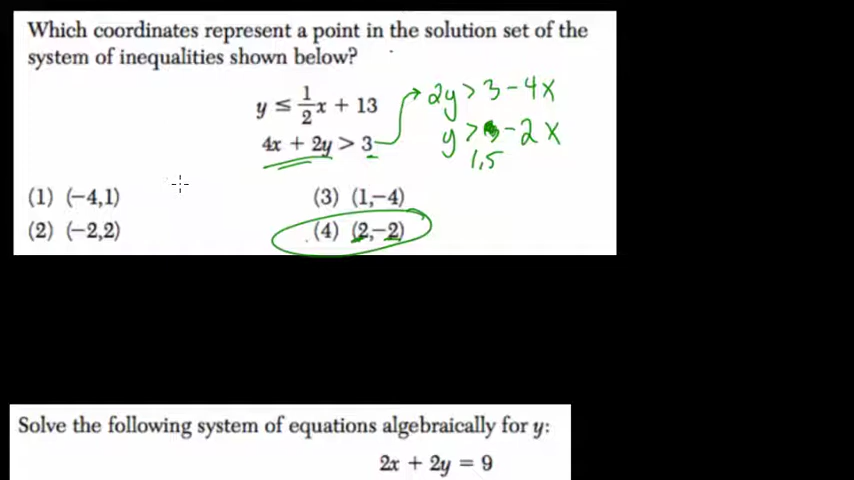 Which coordinates represent a point in the solution set of the
system of inequalities shown below?
y ≤ 1/2 x + 13
4x + 2y > 3
2y > 3 - 4x
y > - 2x
1,5
(1) (−4,1)
(3) (1,−4)
(2) (−2,2)
(4) (2,−2)
Solve the following system of equations algebraically for y:
2x + 2y = 9